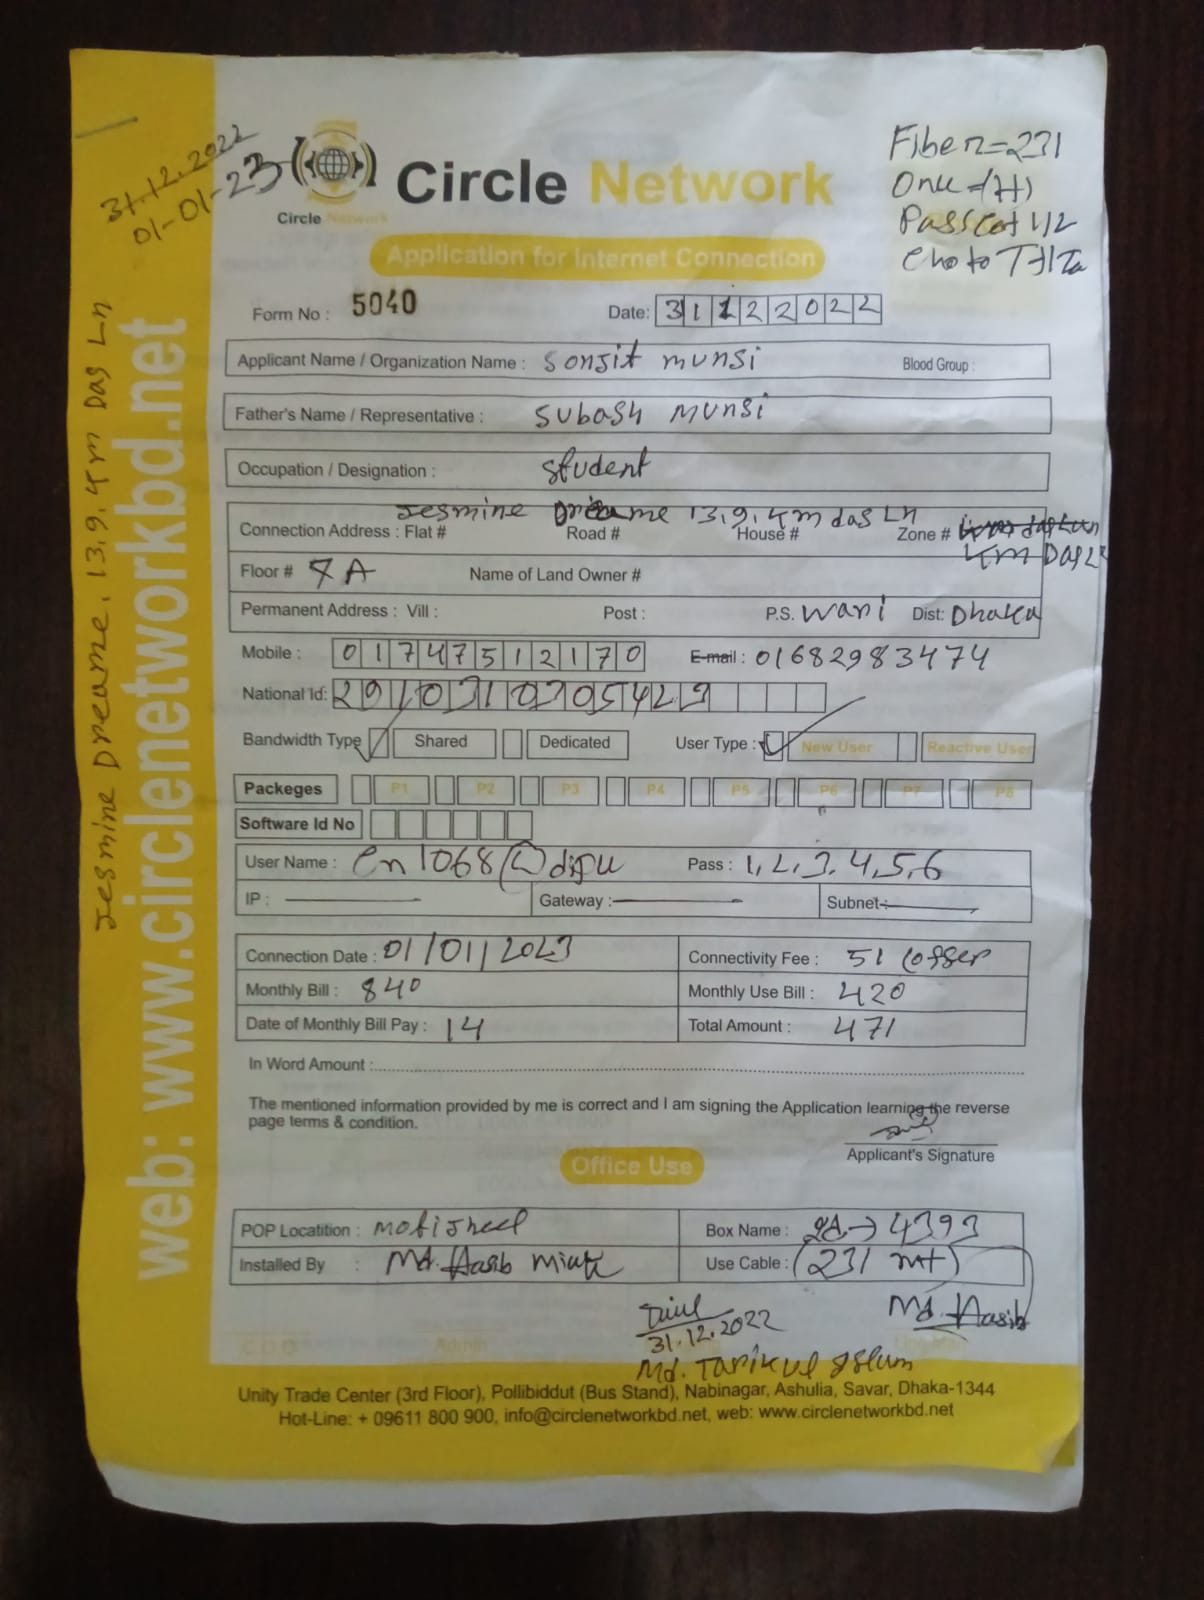 31.12.2022
01-01-23
Circle Network
Circle Network
Fiber=231
Onu=(H)
Application for Internet Connection
Form No : 5040
Date: 31122022
Applicant Name / Organization Name : Sonjit munsi
Blood Group :
Father's Name / Representative : Subash munsi
Occupation / Designation : Student
Jesmine Dreame 13.9.4m das Ln
Connection Address : Flat # Road # House # Zone #
Floor # 7A Name of Land Owner #
Permanent Address : Vill : Post : P.S. Wari Dist: Dhaka
Mobile : 01747512170 E-mail : 01682983474
National Id:
Bandwidth Type Shared Dedicated User Type : New User Reactive User
Packeges P1 P2 P3 P4 P5 P6 P7 P8
Software Id No
User Name : cn1068 dipu Pass : 1,2,3,4,5,6
IP : Gateway : Subnet :
Connection Date : 01/01/2023 Connectivity Fee : 51 (offer
Monthly Bill : 840 Monthly Use Bill : 420
Date of Monthly Bill Pay : 14 Total Amount : 471
In Word Amount :
The mentioned information provided by me is correct and I am signing the Application learning the reverse
page terms & condition.
Applicant's Signature
Office Use
POP Locatition : motijheel Box Name : 4393
Installed By : Md. Hasib Miah Use Cable : (231 mt)
31.12.2022
Md. Hasib
Md. Tarikul Islam
C.D.O Admin
Unity Trade Center (3rd Floor), Pollibiddut (Bus Stand), Nabinagar, Ashulia, Savar, Dhaka-1344
Hot-Line: + 09611 800 900, info@circlenetworkbd.net, web: www.circlenetworkbd.net
web: www.circlenetworkbd.net
Jesmine Dreame, 13.9.4m Das Ln